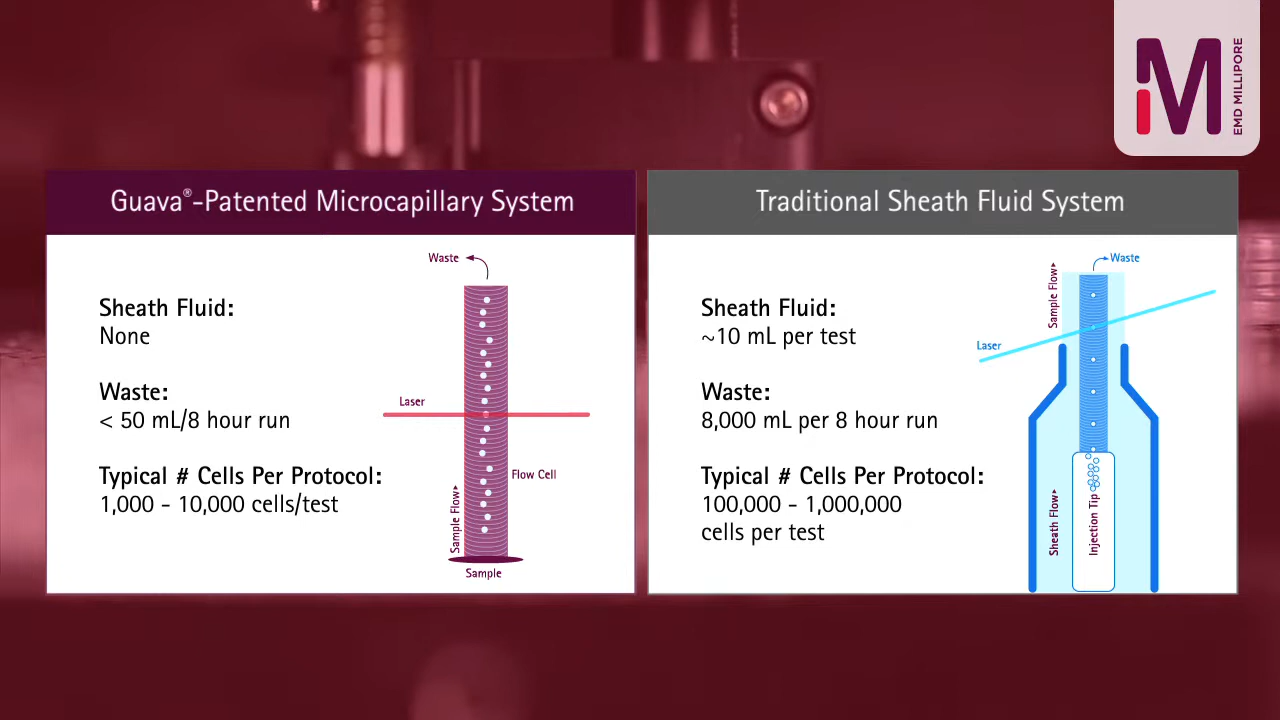 EMD MILLIPORE
Guava®-Patented Microcapillary System
Sheath Fluid:
None
Waste:
< 50 mL/8 hour run
Typical # Cells Per Protocol:
1,000 - 10,000 cells/test
Waste
Laser
Flow Cell
Sample Flow
Sample
Traditional Sheath Fluid System
Sheath Fluid:
~10 mL per test
Waste:
8,000 mL per 8 hour run
Typical # Cells Per Protocol:
100,000 - 1,000,000
cells per test
Waste
Sample Flow
Laser
Sheath Flow
Injection Tip